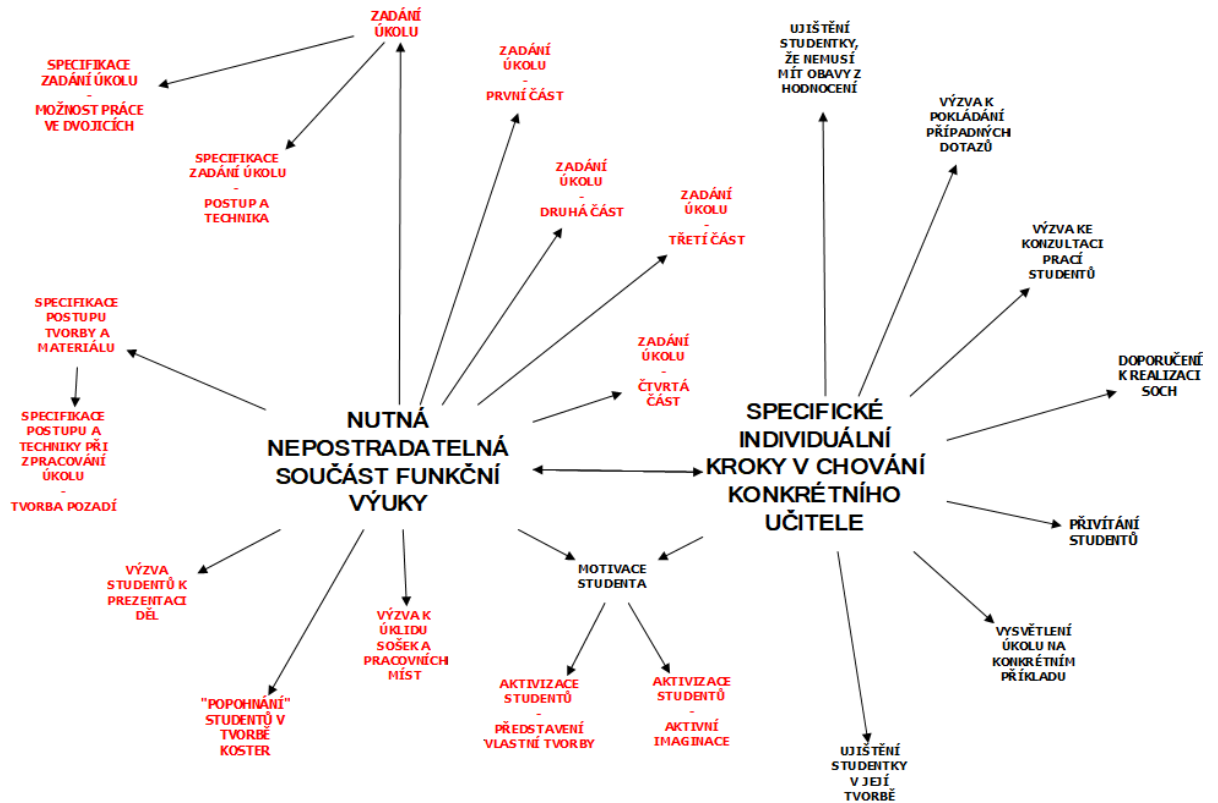 ZADÁNÍ
ÚKOLU
SPECIFIKACE
ZADÁNÍ ÚKOLU
-
MOŽNOST PRÁCE
VE DVOJICÍCH
ZADÁNÍ
ÚKOLU
-
PRVNÍ ČÁST
UJIŠTĚNÍ
STUDENTKY,
ŽE NEMUSÍ
MÍT OBAVY Z
HODNOCENÍ
VÝZVA K
POKLÁDÁNÍ
PŘÍPADNÝCH
DOTAZŮ
SPECIFIKACE
ZADÁNÍ ÚKOLU
-
POSTUP A
TECHNIKA
ZADÁNÍ
ÚKOLU
-
DRUHÁ ČÁST
ZADÁNÍ
ÚKOLU
-
TŘETÍ ČÁST
VÝZVA KE
KONZULTACI
PRACÍ
STUDENTŮ
SPECIFIKACE
POSTUPU
TVORBY A
MATERIÁLU
ZADÁNÍ
ÚKOLU
-
ČTVRTÁ
ČÁST
DOPORUČENÍ
K REALIZACI
SOCH
SPECIFIKACE
POSTUPU A
TECHNIKY PŘI
ZPRACOVÁNÍ
ÚKOLU
-
TVORBA POZADÍ
NUTNÁ
NEPOSTRADATELNÁ
SOUČÁST FUNKČNÍ
VÝUKY
SPECIFICKÉ
INDIVIDUÁLNÍ
KROKY V CHOVÁNÍ
KONKRÉTNÍHO
UČITELE
PŘIVÍTÁNÍ
STUDENTŮ
VÝZVA
STUDENTŮ K
PREZENTACI
DĚL
MOTIVACE
STUDENTA
VÝZVA K
ÚKLIDU
SOŠEK A
PRACOVNÍCH
MÍST
VYSVĚTLENÍ
ÚKOLU NA
KONKRÉTNÍM
PŘÍKLADU
"POPOHNÁNÍ"
STUDENTŮ V
TVORBĚ
KOSTER
AKTIVIZACE
STUDENTŮ
-
PŘEDSTAVENÍ
VLASTNÍ TVORBY
AKTIVIZACE
STUDENTŮ
-
AKTIVNÍ
IMAGINACE
UJIŠTĚNÍ
STUDENTKY
V JEJÍ
TVORBĚ